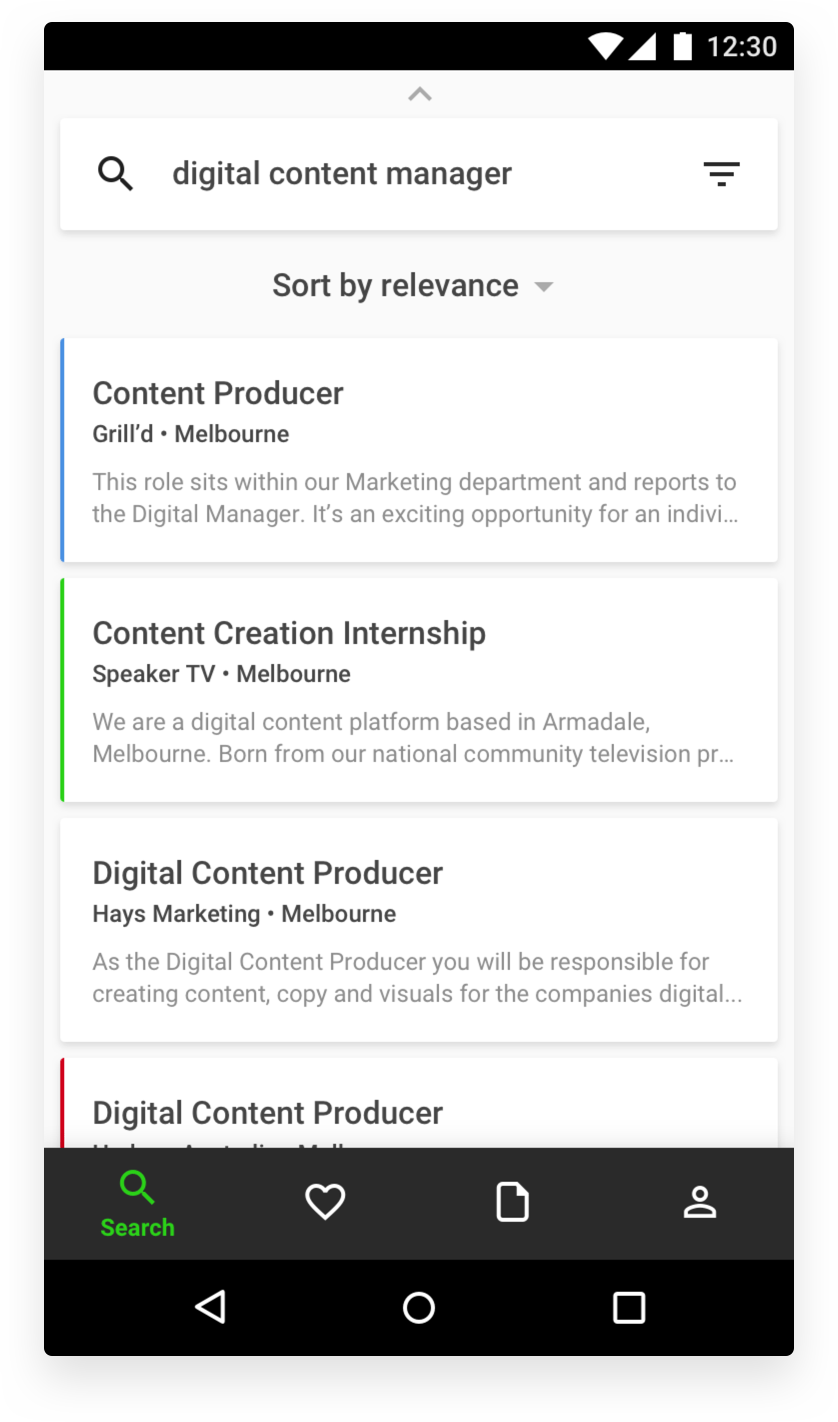 12:30
digital content manager
Sort by relevance
Content Producer
Grill’d • Melbourne
This role sits within our Marketing department and reports to
the Digital Manager. It’s an exciting opportunity for an indivi…
Content Creation Internship
Speaker TV • Melbourne
We are a digital content platform based in Armadale,
Melbourne. Born from our national community television pr…
Digital Content Producer
Hays Marketing • Melbourne
As the Digital Content Producer you will be responsible for
creating content, copy and visuals for the companies digital...
Digital Content Producer
Search